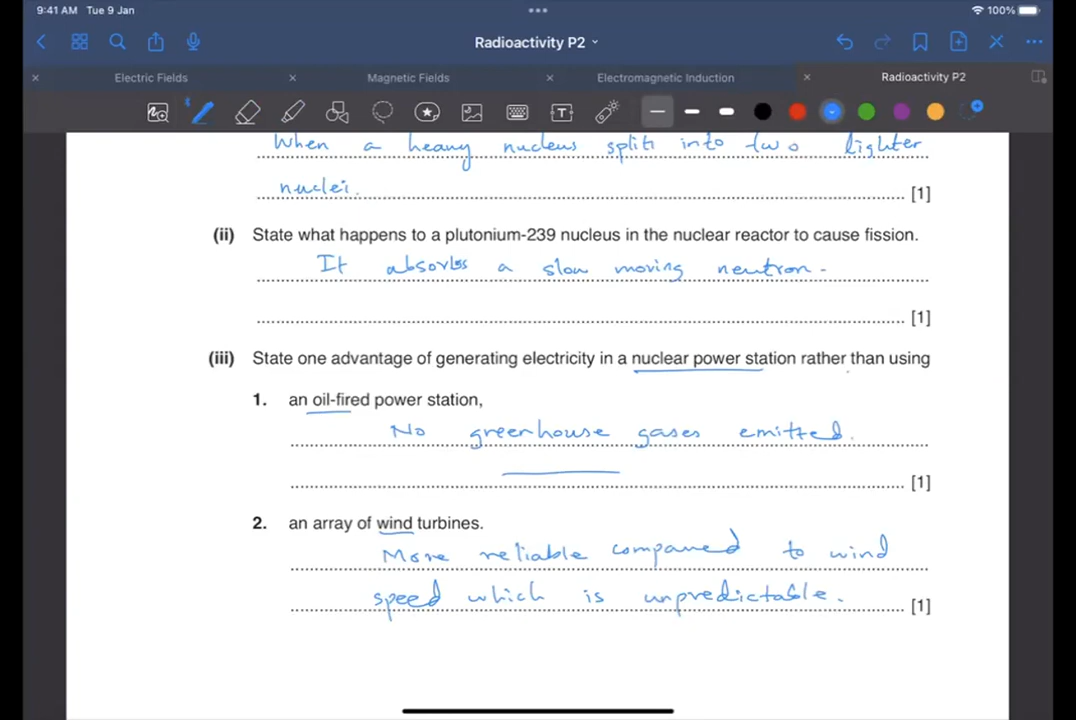 9:41 AM Tue 9 Jan
100%
Radioactivity P2
Electric Fields
Magnetic Fields
Electromagnetic Induction
Radioactivity P2
When a heavy nucleus splits into two lighter
nuclei. [1]
(ii) State what happens to a plutonium-239 nucleus in the nuclear reactor to cause fission.
It absorbs a slow moving neutron.
[1]
(iii) State one advantage of generating electricity in a nuclear power station rather than using
1. an oil-fired power station,
No greenhouse gases emitted.
[1]
2. an array of wind turbines.
More reliable compared to wind
speed which is unpredictable. [1]